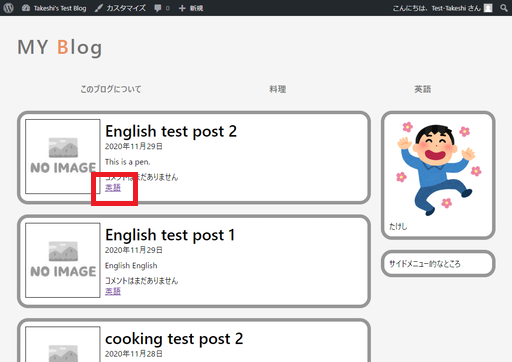 Takeshi's Test Blog カスタマイズ 0 新規 こんにちは、Test-Takeshi さん
MY Blog
このブログについて 料理 英語
NO IMAGE
English test post 2
2020年11月29日
This is a pen.
コメントはまだありません
英語
NO IMAGE
English test post 1
2020年11月29日
English English
コメントはまだありません
英語
cooking test post 2
2020年11月28日
たけし
サイドメニュー的なところ